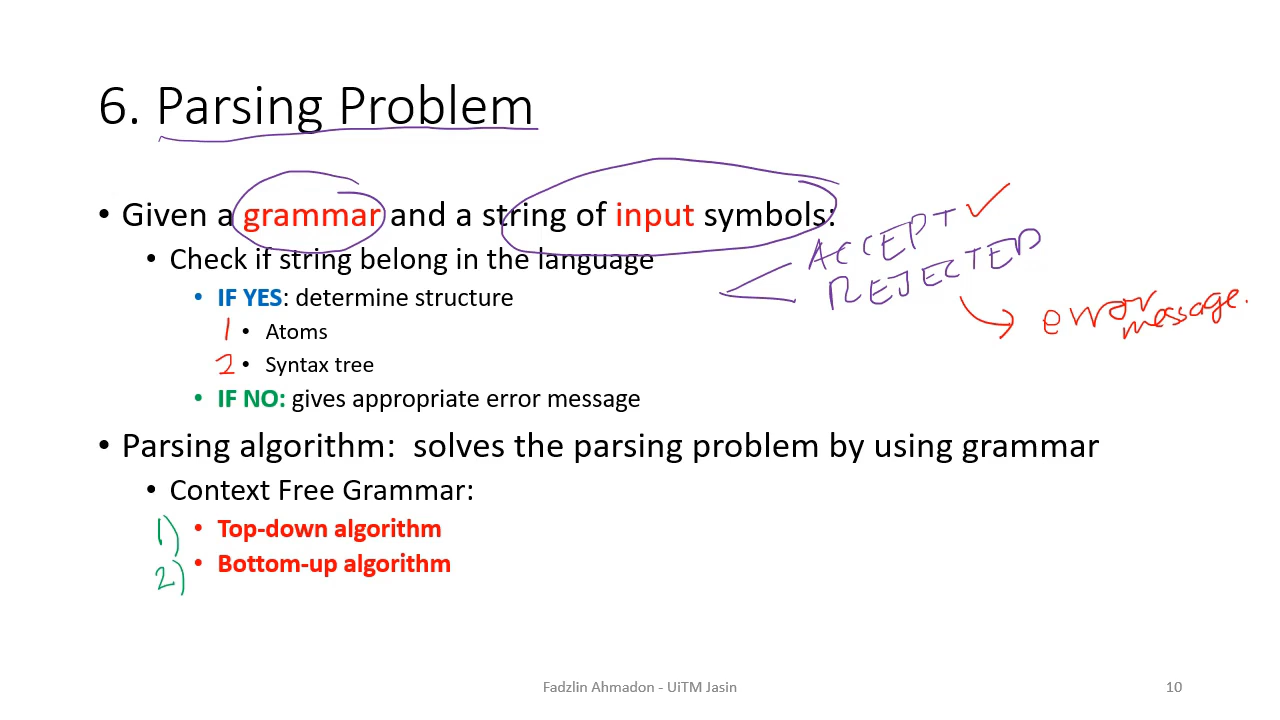 6. Parsing Problem
• Given a grammar and a string of input symbols:
ACCEPT ✓
• Check if string belong in the language
REJECTED
• IF YES: determine structure
error message.
1 • Atoms
2 • Syntax tree
• IF NO: gives appropriate error message
• Parsing algorithm: solves the parsing problem by using grammar
• Context Free Grammar:
1) • Top-down algorithm
2) • Bottom-up algorithm
Fadzlin Ahmadon - UiTM Jasin
10